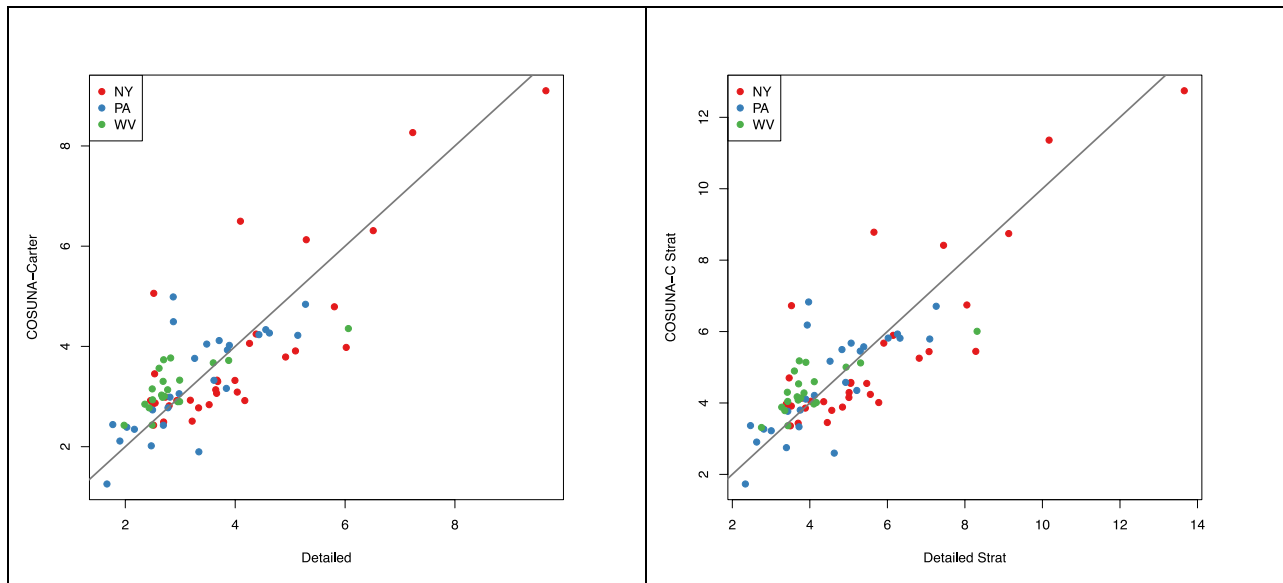 NY
PA
WV
8
6
4
2
COSUNA−Carter
2 4 6 8
Detailed
NY
PA
WV
12
10
8
6
4
2
COSUNA−C Strat
2 4 6 8 10 12 14
Detailed Strat